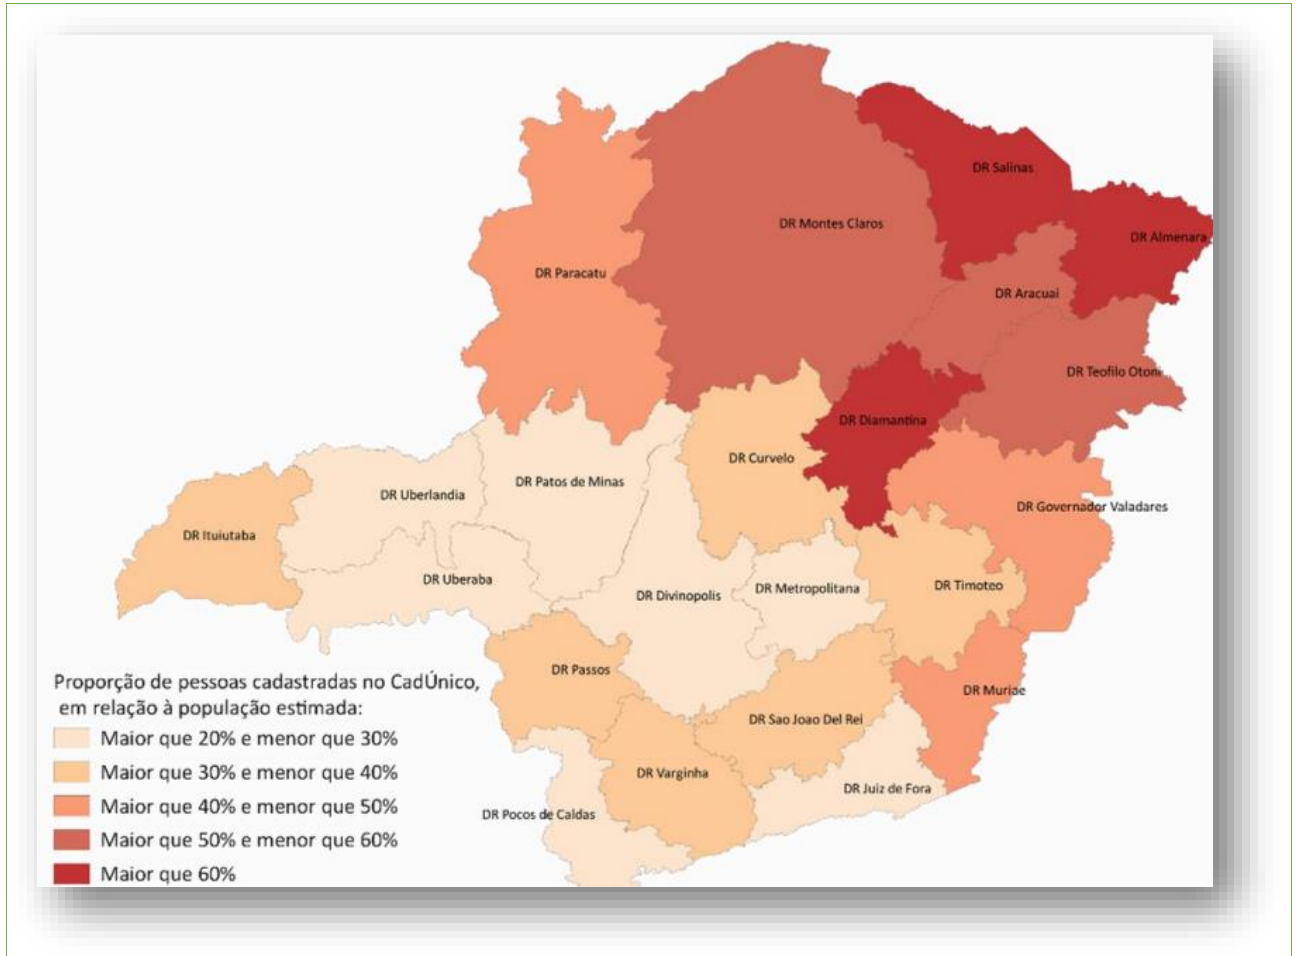 DR Salinas
DR Montes Claros
DR Almenara
DR Paracatu
DR Aracuai
DR Teofilo Otoni
DR Diamantina
DR Curvelo
DR Patos de Minas
DR Uberlandia
DR Governador Valadares
DR Ituiutaba
DR Uberaba
DR Metropolitana
DR Timoteo
DR Divinopolis
DR Passos
DR Muriae
DR Sao Joao Del Rei
DR Varginha
DR Juiz de Fora
DR Pocos de Caldas
Proporção de pessoas cadastradas no CadÚnico,
em relação à população estimada:
Maior que 20% e menor que 30%
Maior que 30% e menor que 40%
Maior que 40% e menor que 50%
Maior que 50% e menor que 60%
Maior que 60%